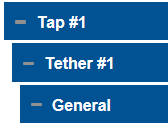 Tap #1
Tether #1
General